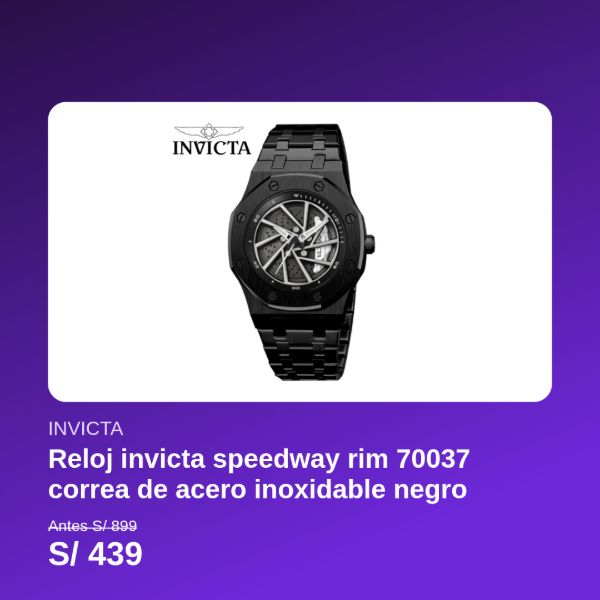 INVICTA
INVICTA
Reloj invicta speedway rim 70037
correa de acero inoxidable negro
Antes S/ 899
S/ 439